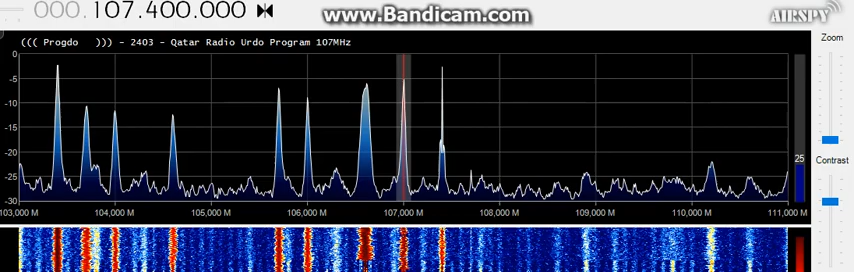 000.107.400.000
www.Bandicam.com
AIRSPY
((( Progdo ))) - 2403 - Qatar Radio Urdo Program 107MHz
Zoom
0
-5
-10
-15
-20
-25
-30
25
Contrast
103,000 M 104,000 M 105,000 M 106,000 M 107,000 M 108,000 M 109,000 M 110,000 M 111,000 M